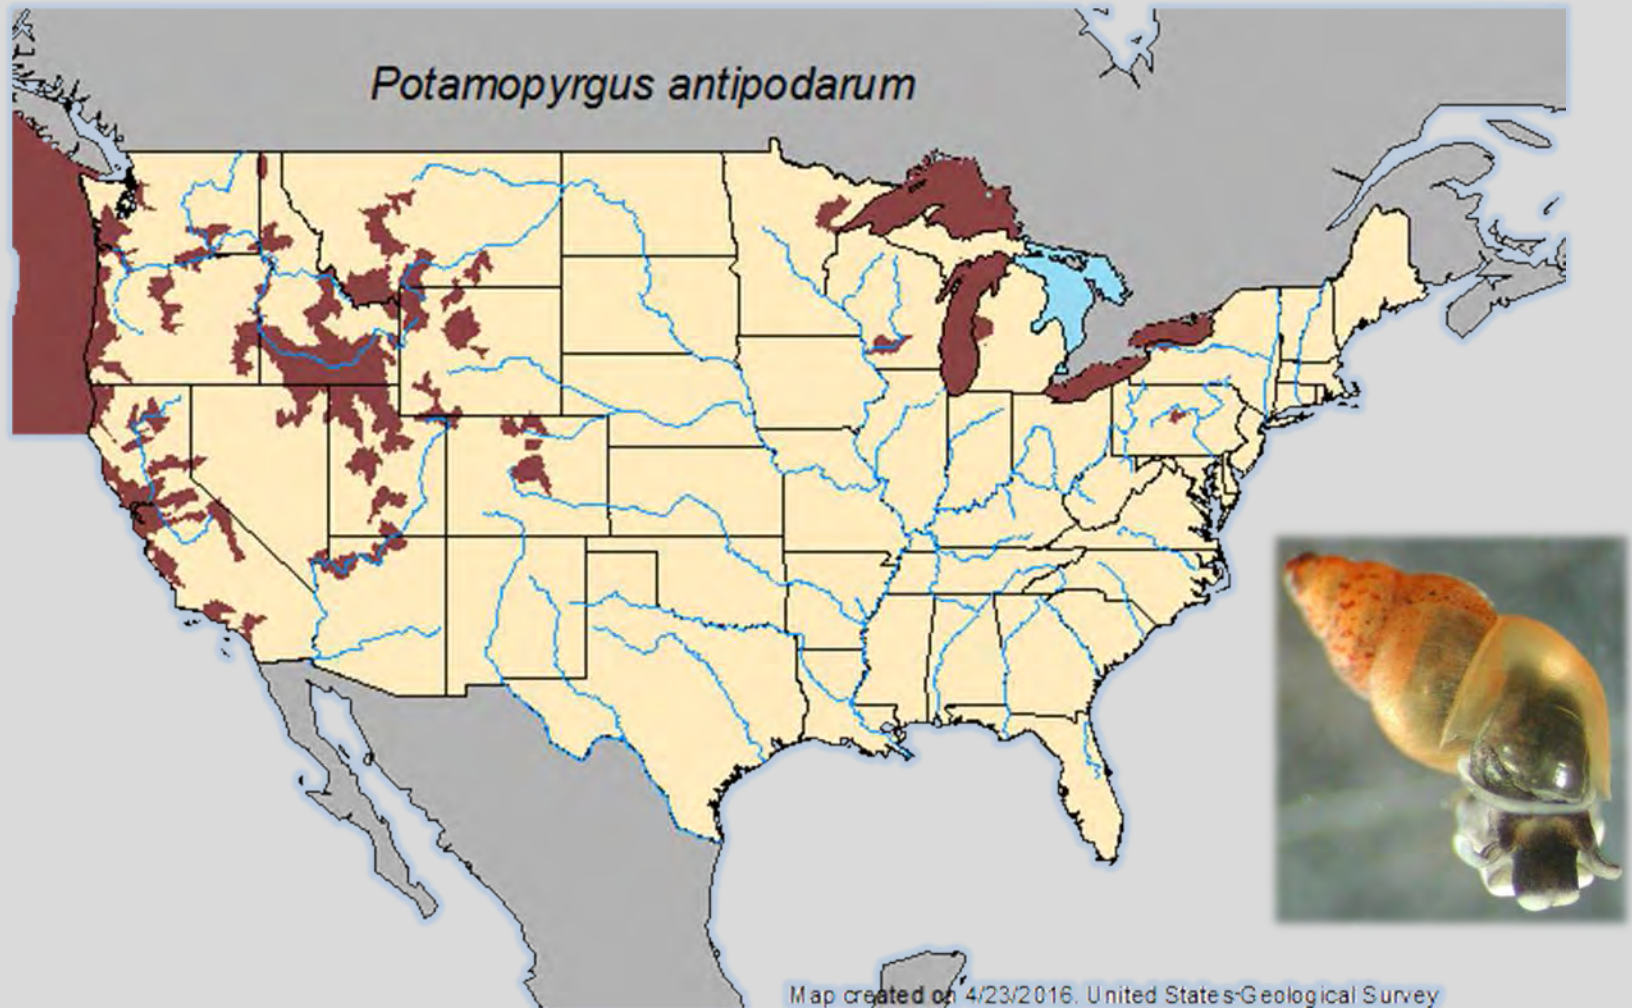 Potamopyrgus antipodarum
Map created on 4/23/2016. United States Geological Survey